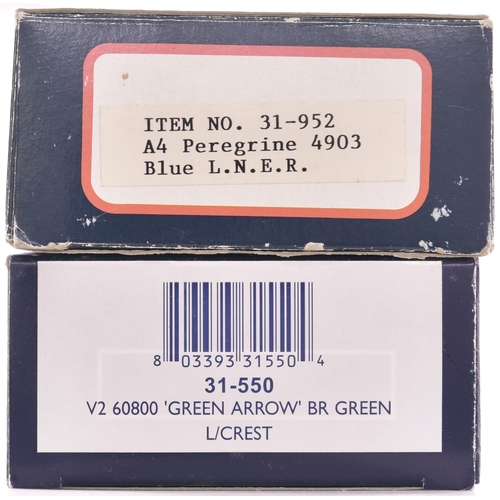 ITEM NO. 31-952
A4 Peregrine 4903
Blue L.N.E.R.
8 03393 31550 4
31-550
V2 60800 'GREEN ARROW' BR GREEN
L/CREST